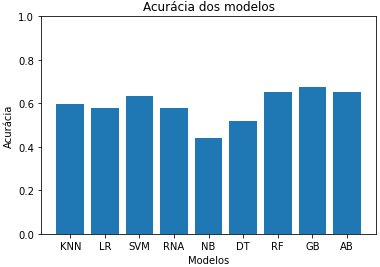 Acurácia dos modelos
Acurácia
1.0
0.8
0.6
0.4
0.2
0.0
KNN LR SVM RNA NB DT RF GB AB
Modelos